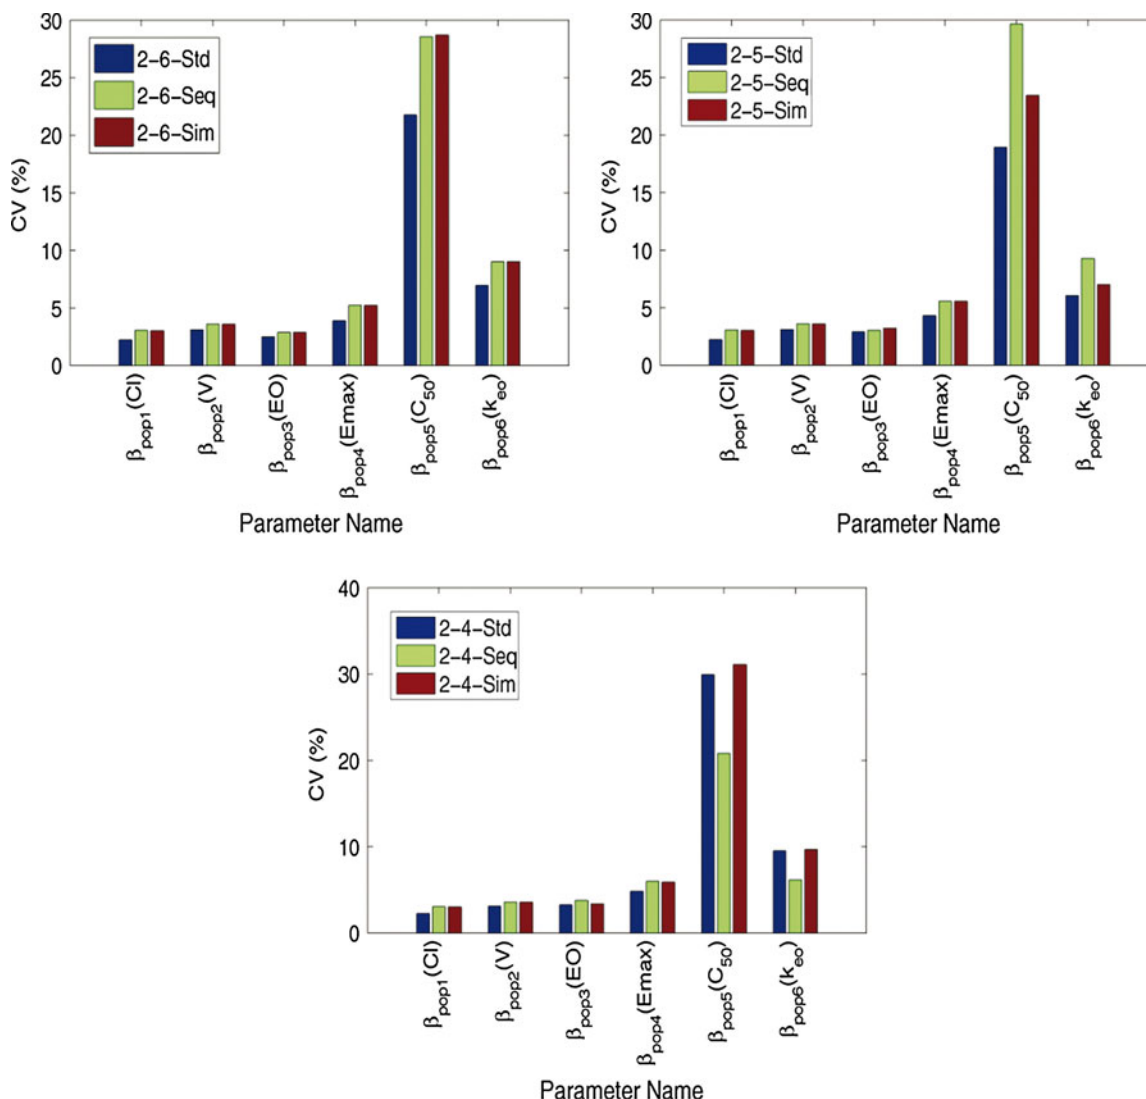 30
25
20
15
10
5
0
CV (%)
2-6-Std
2-6-Seq
2-6-Sim
βpop1(Cl)
βpop2(V)
βpop3(EO)
βpop4(Emax)
βpop5(C50)
βpop6(keo)
Parameter Name
30
25
20
15
10
5
0
CV (%)
2-5-Std
2-5-Seq
2-5-Sim
βpop1(Cl)
βpop2(V)
βpop3(EO)
βpop4(Emax)
βpop5(C50)
βpop6(keo)
Parameter Name
40
30
20
10
0
CV (%)
2-4-Std
2-4-Seq
2-4-Sim
βpop1(Cl)
βpop2(V)
βpop3(EO)
βpop4(Emax)
βpop5(C50)
βpop6(keo)
Parameter Name